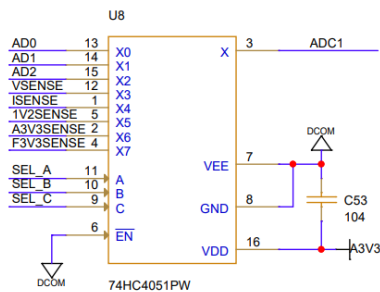 U8
AD0 13 X0 X 3 ADC1
AD1 14 X1
AD2 15 X2
VSENSE 12 X3
ISENSE 1 X4
1V2SENSE 5 X5
A3V3SENSE 2 X6
F3V3SENSE 4 X7
DCOM
VEE 7
SEL_A 11 A
SEL_B 10 B
SEL_C 9 C
GND 8
C53
104
6 EN
VDD 16 A3V3
DCOM
74HC4051PW